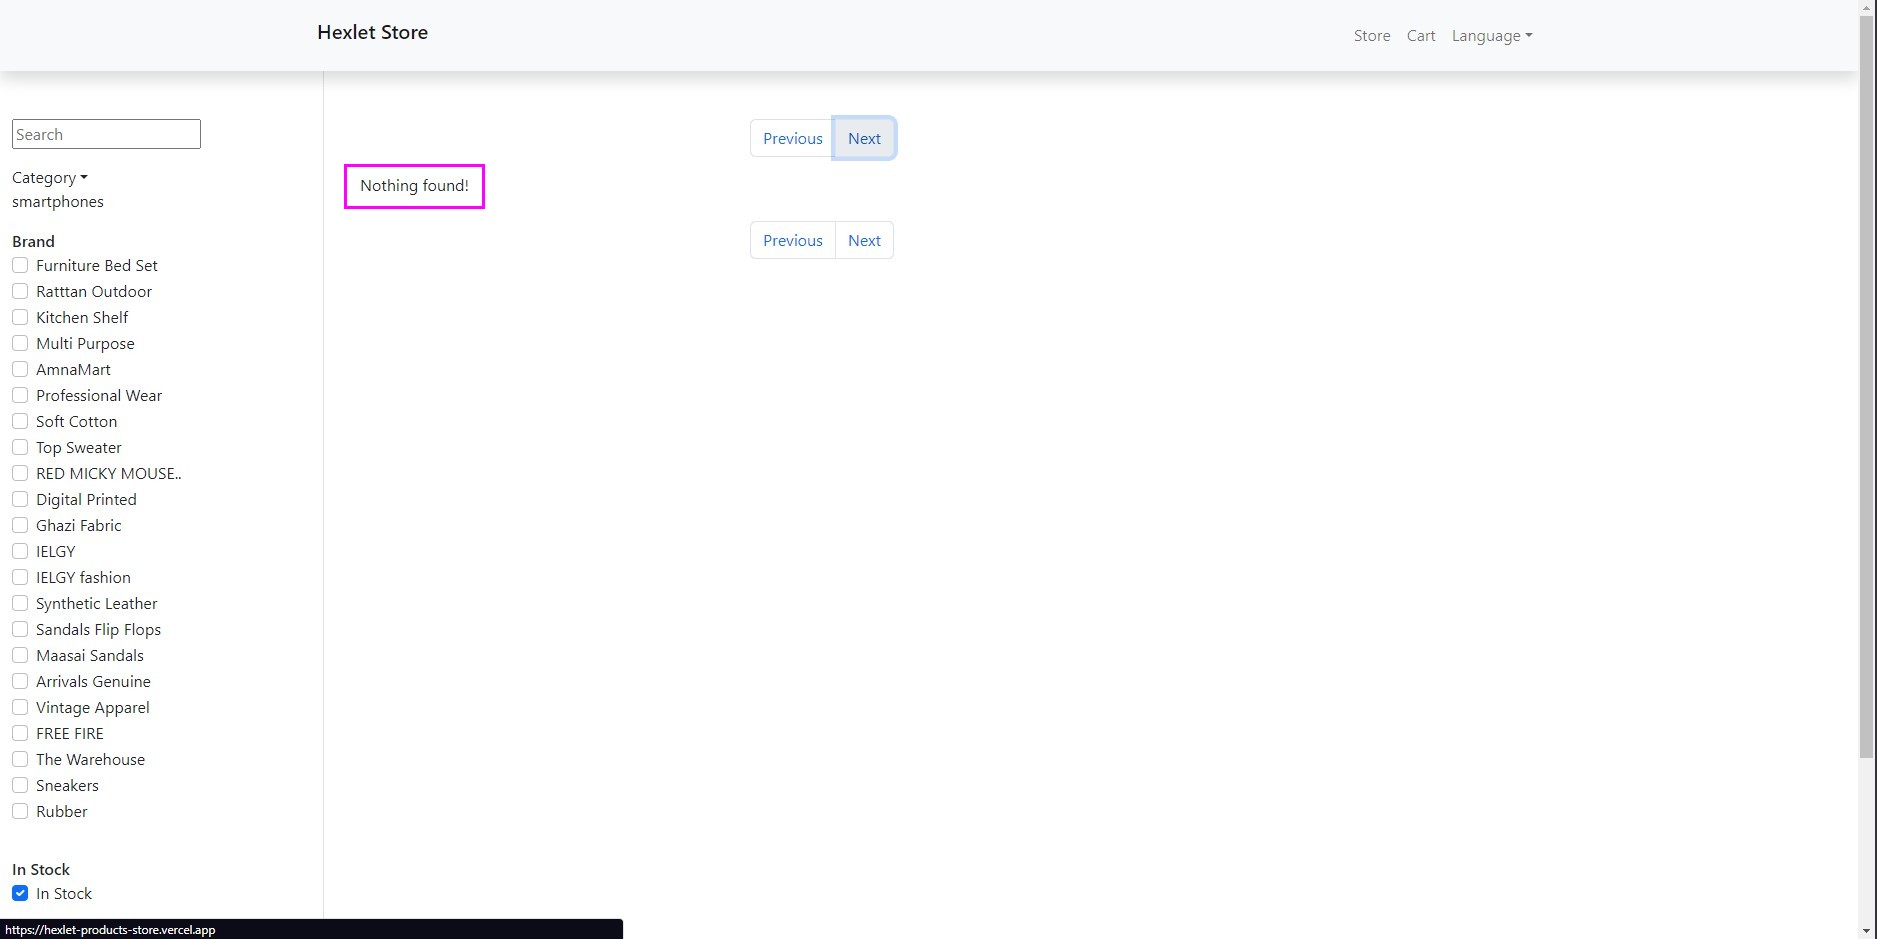 Hexlet Store
Store Cart Language
Search
Category
smartphones
Brand
Furniture Bed Set
Ratttan Outdoor
Kitchen Shelf
Multi Purpose
AmnaMart
Professional Wear
Soft Cotton
Top Sweater
RED MICKY MOUSE..
Digital Printed
Ghazi Fabric
IELGY
IELGY fashion
Synthetic Leather
Sandals Flip Flops
Maasai Sandals
Arrivals Genuine
Vintage Apparel
FREE FIRE
The Warehouse
Sneakers
Rubber
In Stock
In Stock
Previous Next
Nothing found!
Previous Next
https://hexlet-products-store.vercel.app